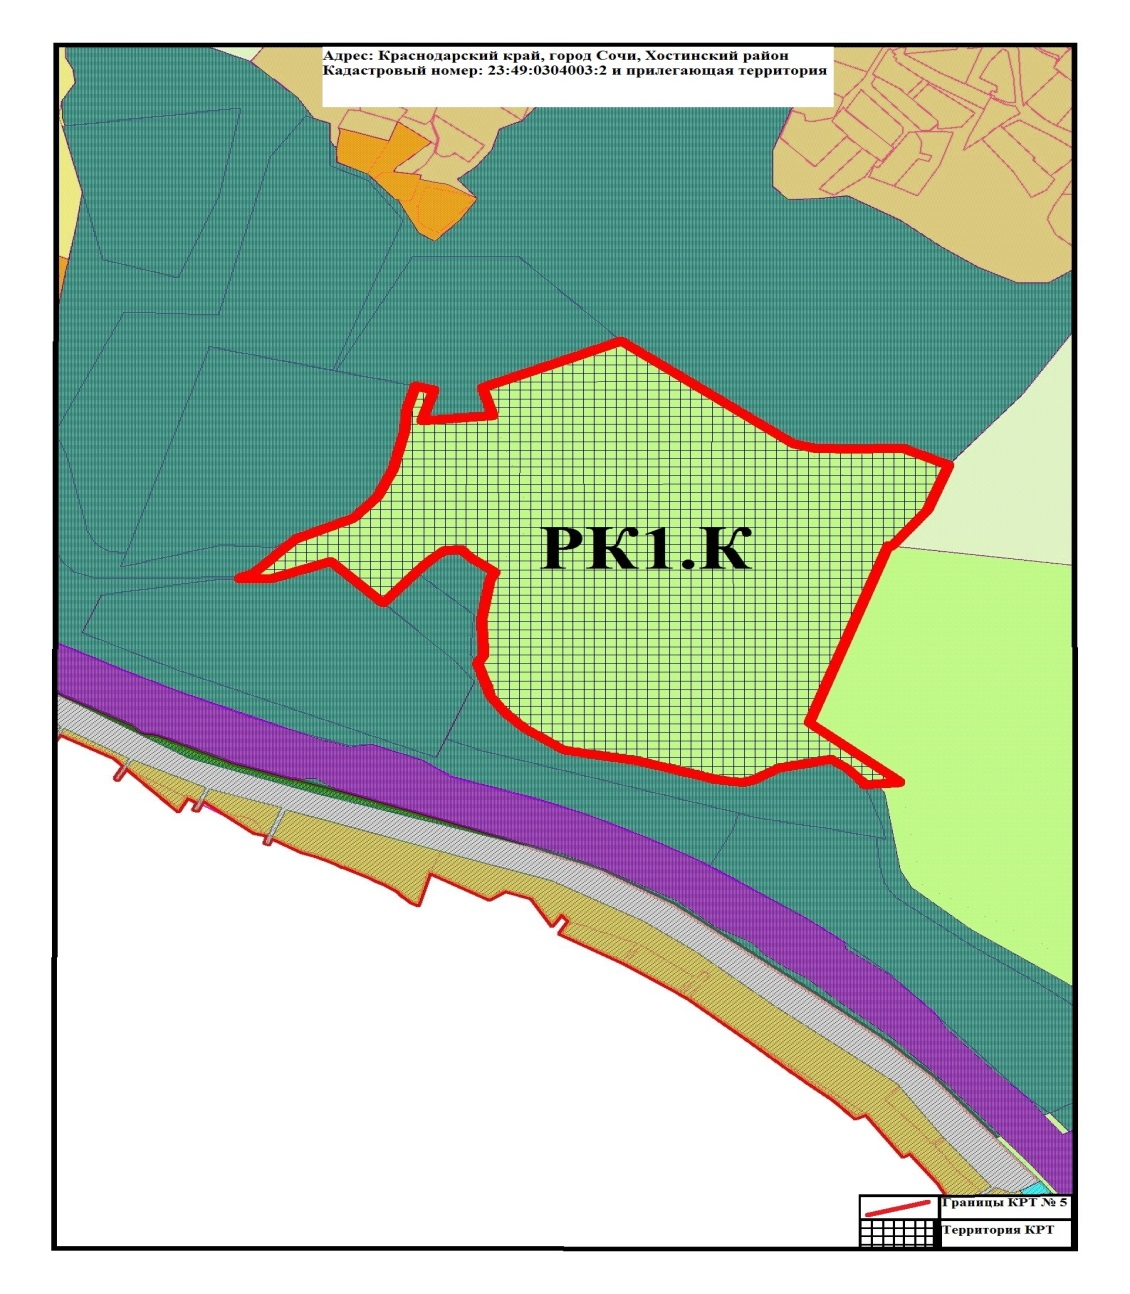 Адрес: Краснодарский край, город Сочи, Хостинский район
Кадастровый номер: 23:49:0304003:2 и прилегающая территория
РК1.К
Границы КРТ № 5
Территория КРТ